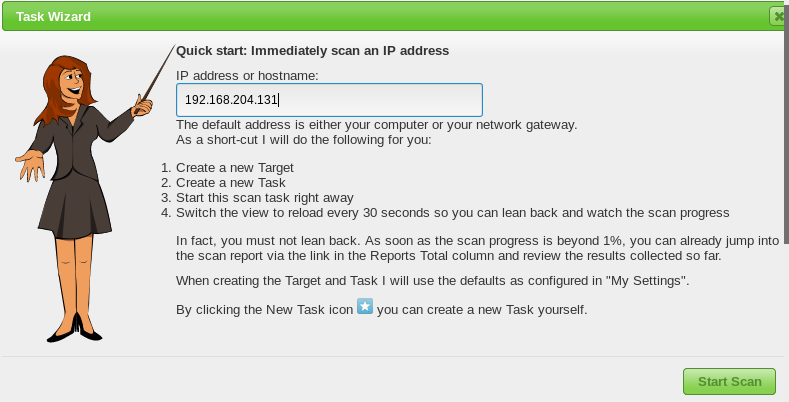 Task Wizard
Quick start: Immediately scan an IP address
IP address or hostname:
192.168.204.131
The default address is either your computer or your network gateway.
As a short-cut I will do the following for you:
1. Create a new Target
2. Create a new Task
3. Start this scan task right away
4. Switch the view to reload every 30 seconds so you can lean back and watch the scan progress
In fact, you must not lean back. As soon as the scan progress is beyond 1%, you can already jump into
the scan report via the link in the Reports Total column and review the results collected so far.
When creating the Target and Task I will use the defaults as configured in "My Settings".
By clicking the New Task icon you can create a new Task yourself.
Start Scan